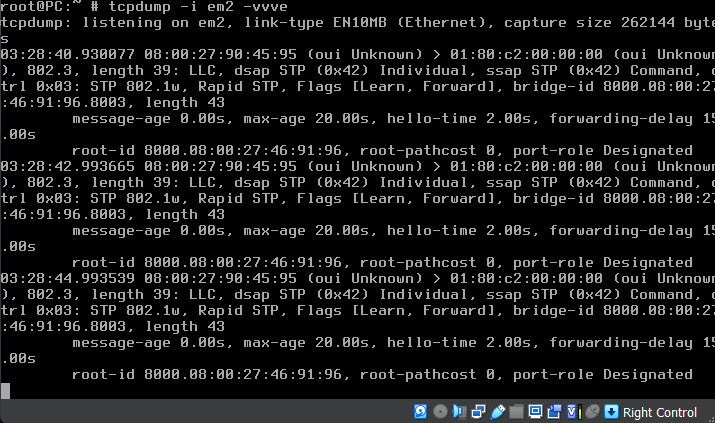 root@PC:~ # tcpdump -i em2 -vvve
tcpdump: listening on em2, link-type EN10MB (Ethernet), capture size 262144 byte
s
03:28:40.930077 08:00:27:90:45:95 (oui Unknown) > 01:80:c2:00:00:00 (oui Unknown
), 802.3, length 39: LLC, dsap STP (0x42) Individual, ssap STP (0x42) Command, c
trl 0x03: STP 802.1w, Rapid STP, Flags [Learn, Forward], bridge-id 8000.08:00:27
:46:91:96.8003, length 43
message-age 0.00s, max-age 20.00s, hello-time 2.00s, forwarding-delay 15
.00s
root-id 8000.08:00:27:46:91:96, root-pathcost 0, port-role Designated
03:28:42.993665 08:00:27:90:45:95 (oui Unknown) > 01:80:c2:00:00:00 (oui Unknown
), 802.3, length 39: LLC, dsap STP (0x42) Individual, ssap STP (0x42) Command, c
trl 0x03: STP 802.1w, Rapid STP, Flags [Learn, Forward], bridge-id 8000.08:00:27
:46:91:96.8003, length 43
message-age 0.00s, max-age 20.00s, hello-time 2.00s, forwarding-delay 15
.00s
root-id 8000.08:00:27:46:91:96, root-pathcost 0, port-role Designated
03:28:44.993539 08:00:27:90:45:95 (oui Unknown) > 01:80:c2:00:00:00 (oui Unknown
), 802.3, length 39: LLC, dsap STP (0x42) Individual, ssap STP (0x42) Command, c
trl 0x03: STP 802.1w, Rapid STP, Flags [Learn, Forward], bridge-id 8000.08:00:27
:46:91:96.8003, length 43
message-age 0.00s, max-age 20.00s, hello-time 2.00s, forwarding-delay 15
.00s
root-id 8000.08:00:27:46:91:96, root-pathcost 0, port-role Designated
Right Control